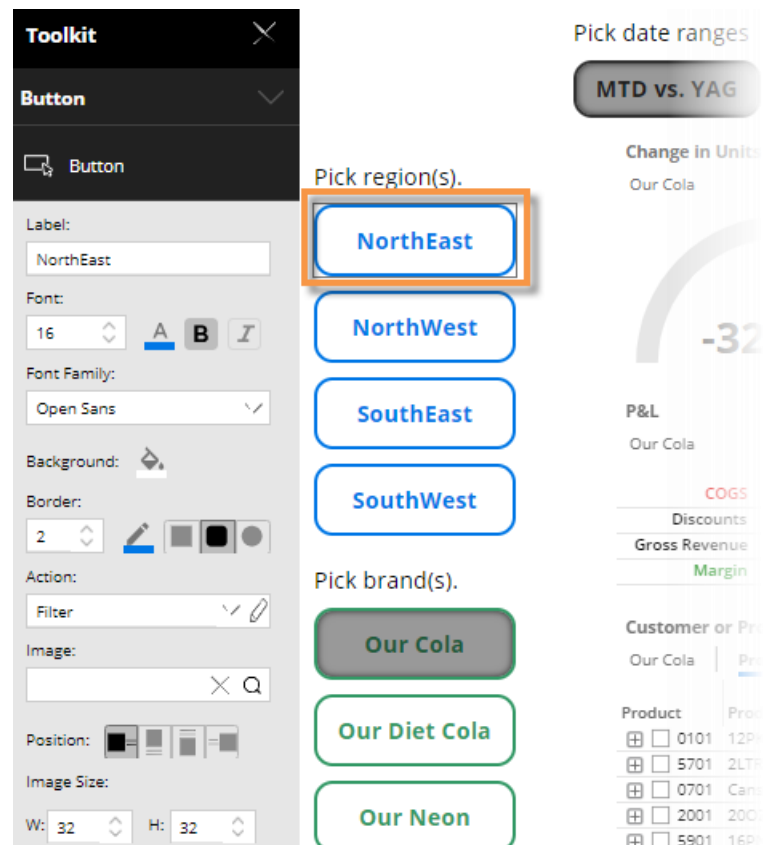 Toolkit
Button
Button
Label:
NorthEast
Font:
16 A B I
Font Family:
Open Sans
Background:
Border:
2
Action:
Filter
Image:
Position:
Image Size:
W: 32 H: 32
Pick region(s).
NorthEast
NorthWest
SouthEast
SouthWest
Pick brand(s).
Our Cola
Our Diet Cola
Our Neon
Pick date ranges
MTD vs. YAG
Change in Units
Our Cola
-32
P&L
Our Cola
COGS
Discounts
Gross Revenue
Margin
Customer or
Our Cola
Product
0101
5701
0701
2001
5901